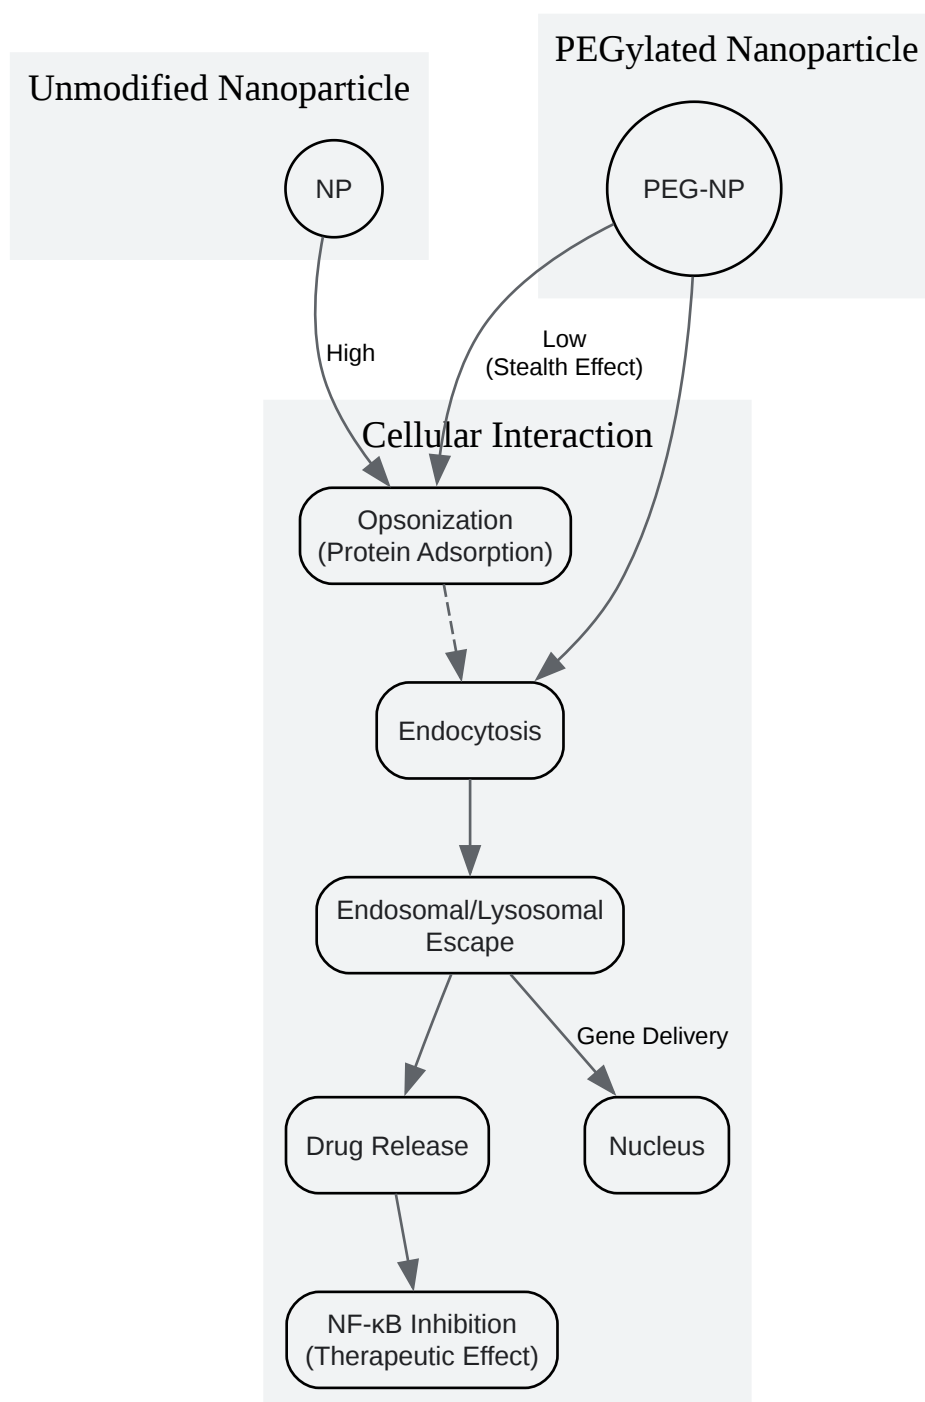 PEGylated Nanoparticle
Unmodified Nanoparticle
NP
PEG-NP
High
Low
(Stealth Effect)
Cellular Interaction
Opsonization
(Protein Adsorption)
Endocytosis
Endosomal/Lysosomal
Escape
Gene Delivery
Drug Release
Nucleus
NF-κB Inhibition
(Therapeutic Effect)